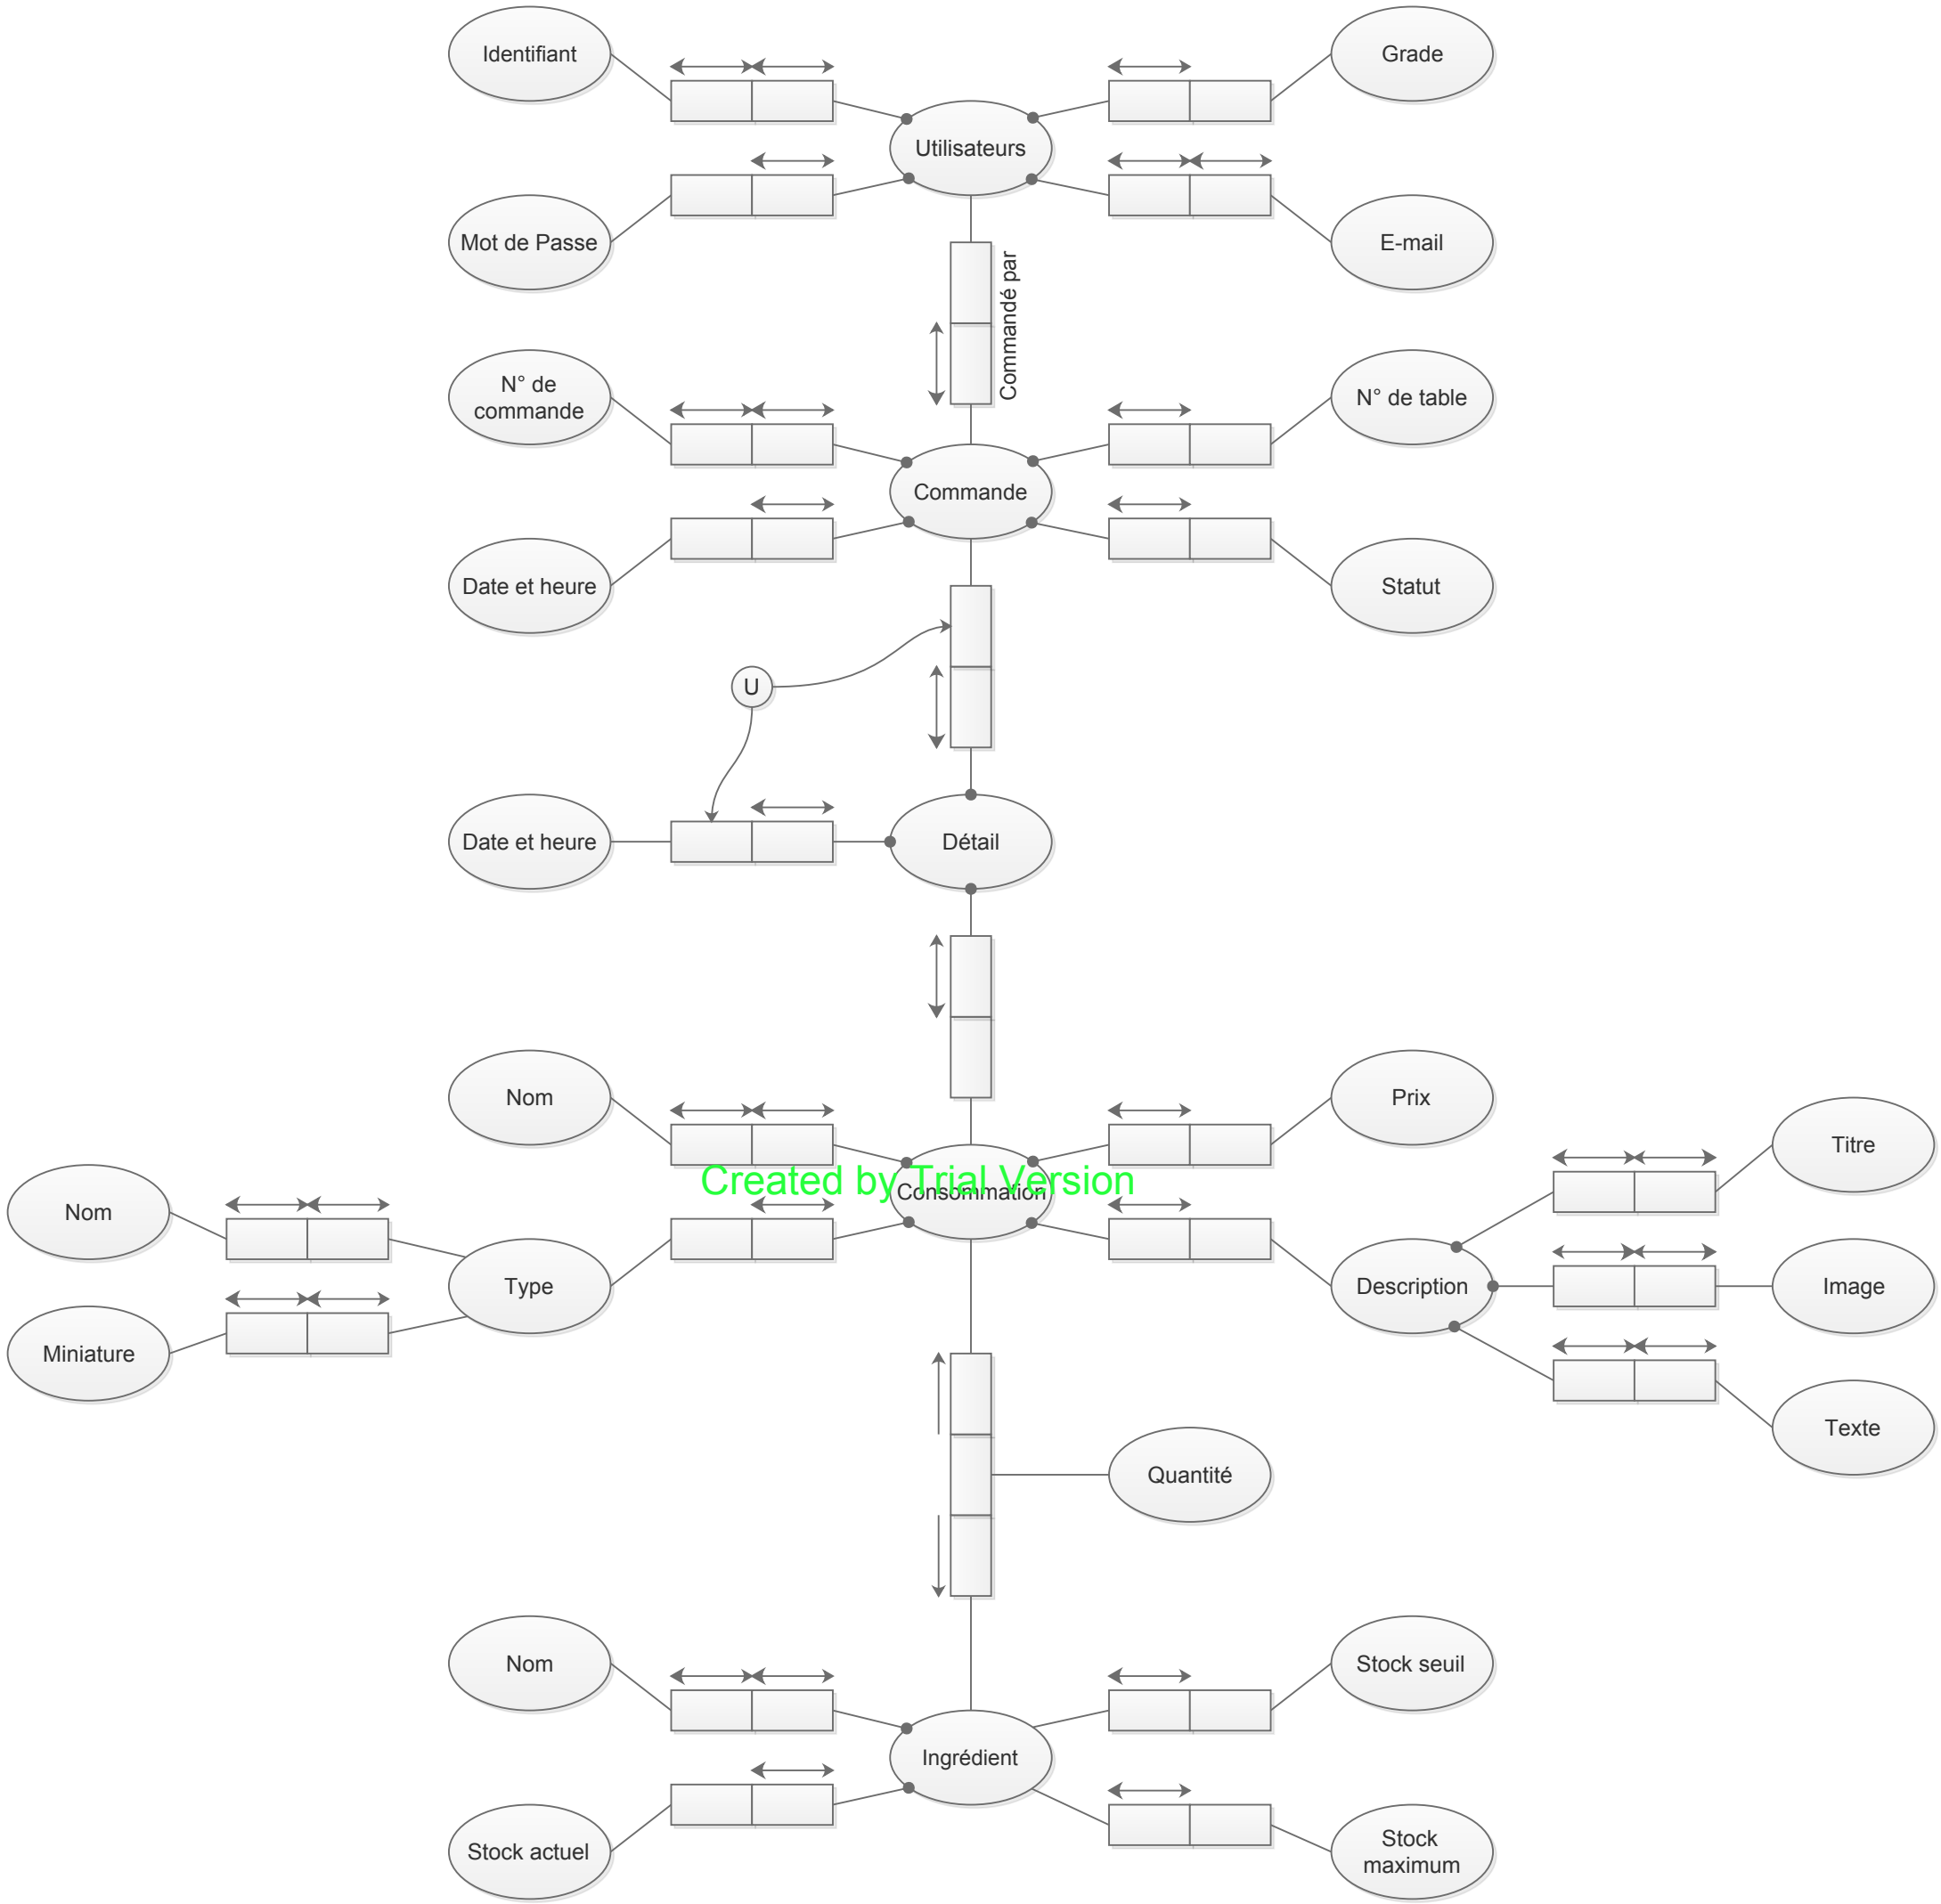 Identifiant
Grade
Utilisateurs
Mot de Passe
E-mail
Commandé par
N° de
commande
N° de table
Commande
Date et heure
Statut
U
Date et heure
Détail
Nom
Prix
Titre
Created by Trial Version
Consommation
Nom
Type
Description
Image
Miniature
Texte
Quantité
Nom
Stock seuil
Ingrédient
Stock actuel
Stock
maximum